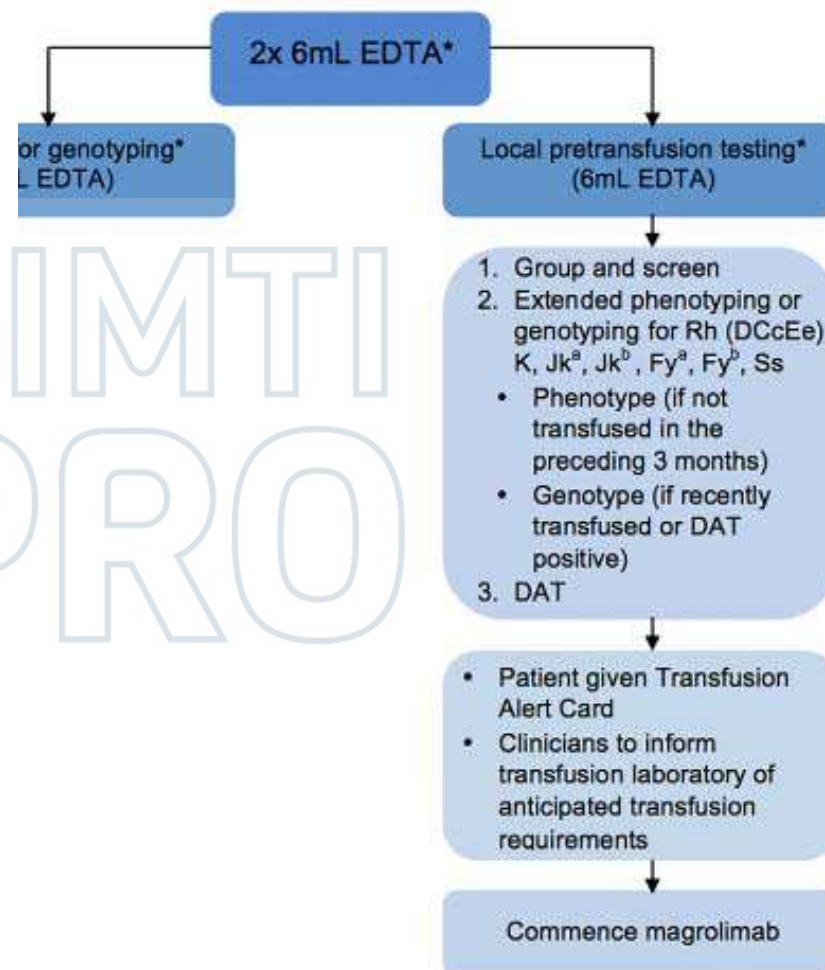 2x 6mL EDTA*
or genotyping*
EDTA)
Local pretransfusion testing*
(6mL EDTA)
1. Group and screen
2. Extended phenotyping or
genotyping for Rh (DCcEe)
K, Jkᵃ, Jkᵇ , Fyᵃ, Fyᵇ, Ss
• Phenotype (if not
transfused in the
preceding 3 months)
• Genotype (if recently
transfused or DAT
positive)
3. DAT
• Patient given Transfusion
Alert Card
• Clinicians to inform
transfusion laboratory of
anticipated transfusion
requirements
Commence magrolimab
IMTI
PRO